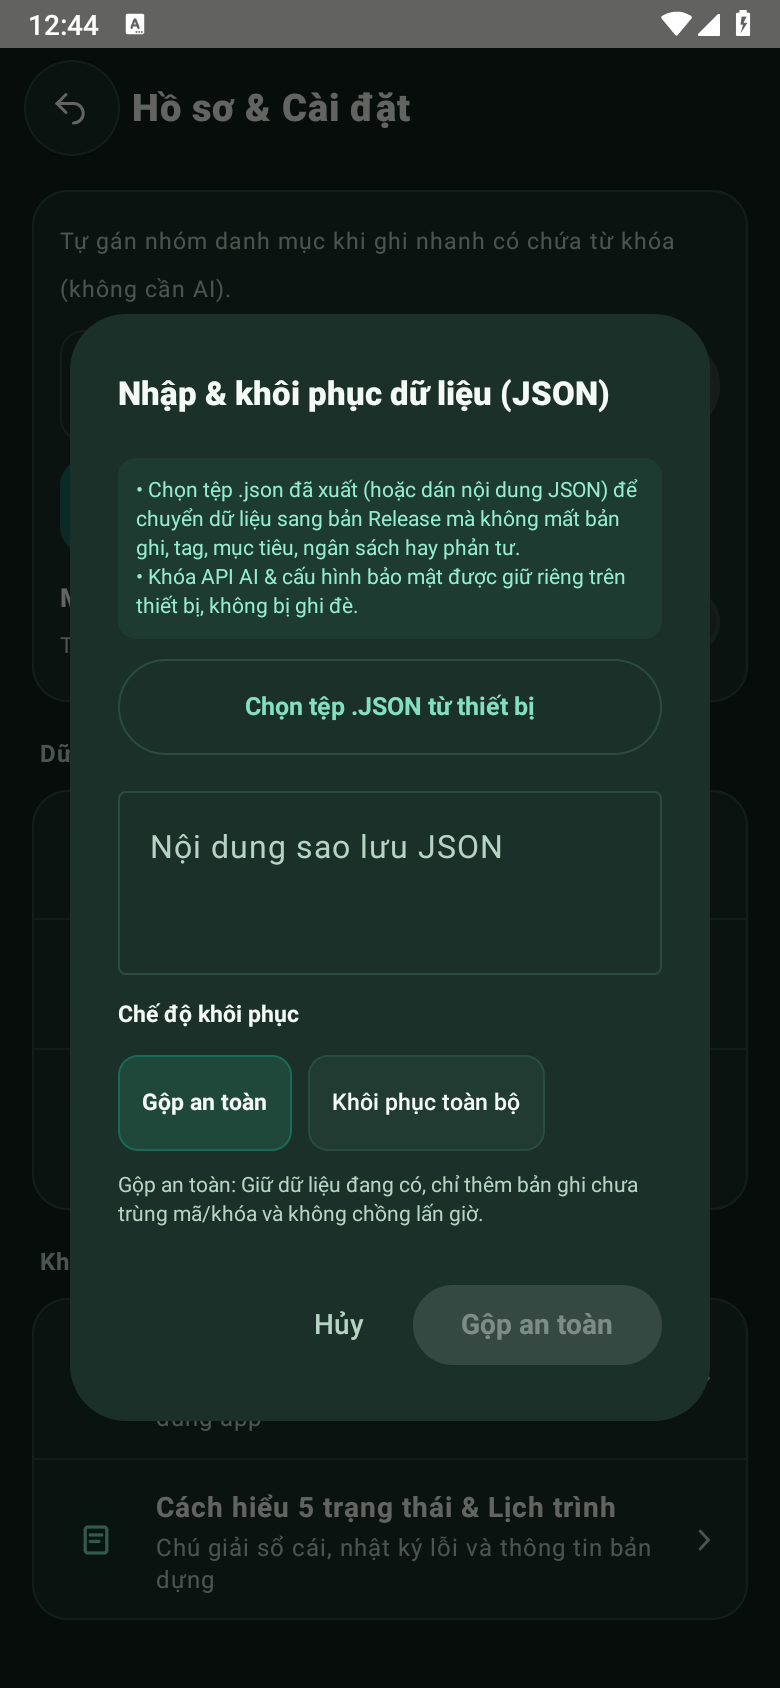 12:44
A
Hồ sơ & Cài đặt
Tự gán nhóm danh mục khi ghi nhanh có chứa từ khóa
(không cần AI).
Nhập & khôi phục dữ liệu (JSON)
• Chọn tệp .json đã xuất (hoặc dán nội dung JSON) để
chuyển dữ liệu sang bản Release mà không mất bản
ghi, tag, mục tiêu, ngân sách hay phản tư.
• Khóa API AI & cấu hình bảo mật được giữ riêng trên
thiết bị, không bị ghi đè.
Chọn tệp .JSON từ thiết bị
Dữ
Nội dung sao lưu JSON
Chế độ khôi phục
Gộp an toàn
Khôi phục toàn bộ
Gộp an toàn: Giữ dữ liệu đang có, chỉ thêm bản ghi chưa
trùng mã/khóa và không chồng lấn giờ.
Kh
Hủy
Gộp an toàn
dùng app
Cách hiểu 5 trạng thái & Lịch trình
Chú giải sổ cái, nhật ký lỗi và thông tin bản
dựng